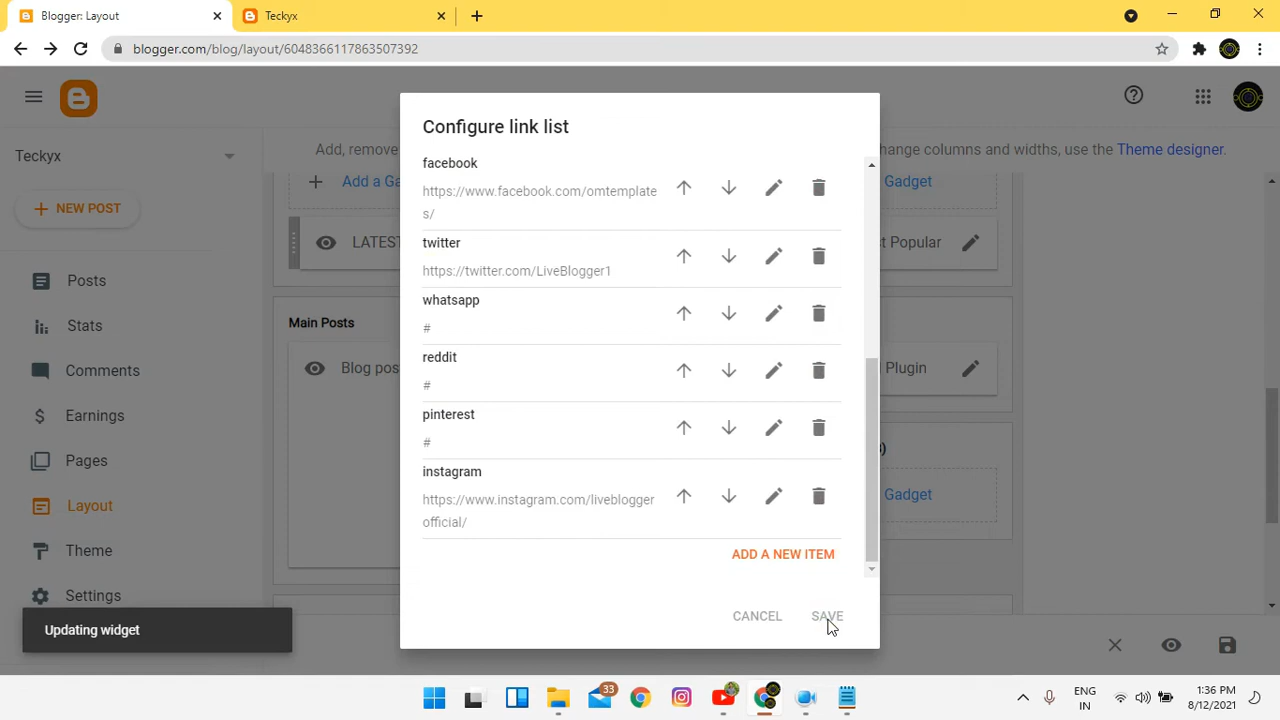 Blogger: Layout
Teckyx
blogger.com/blog/layout/6048366117863507392
Teckyx
NEW POST
Posts
Stats
Comments
Earnings
Pages
Layout
Theme
Settings
Updating widget
Add, remove
change columns and widths, use the Theme designer.
Add a Ga
Gadget
LATES
st Popular
Main Posts
Blog pos
Plugin
Gadget
Configure link list
facebook
https://www.facebook.com/omtemplate
s/
twitter
https://twitter.com/LiveBlogger1
whatsapp
#
reddit
#
pinterest
#
instagram
https://www.instagram.com/liveblogger
official/
ADD A NEW ITEM
CANCEL
SAVE
33
ENG
IN
1:36 PM
8/12/2021